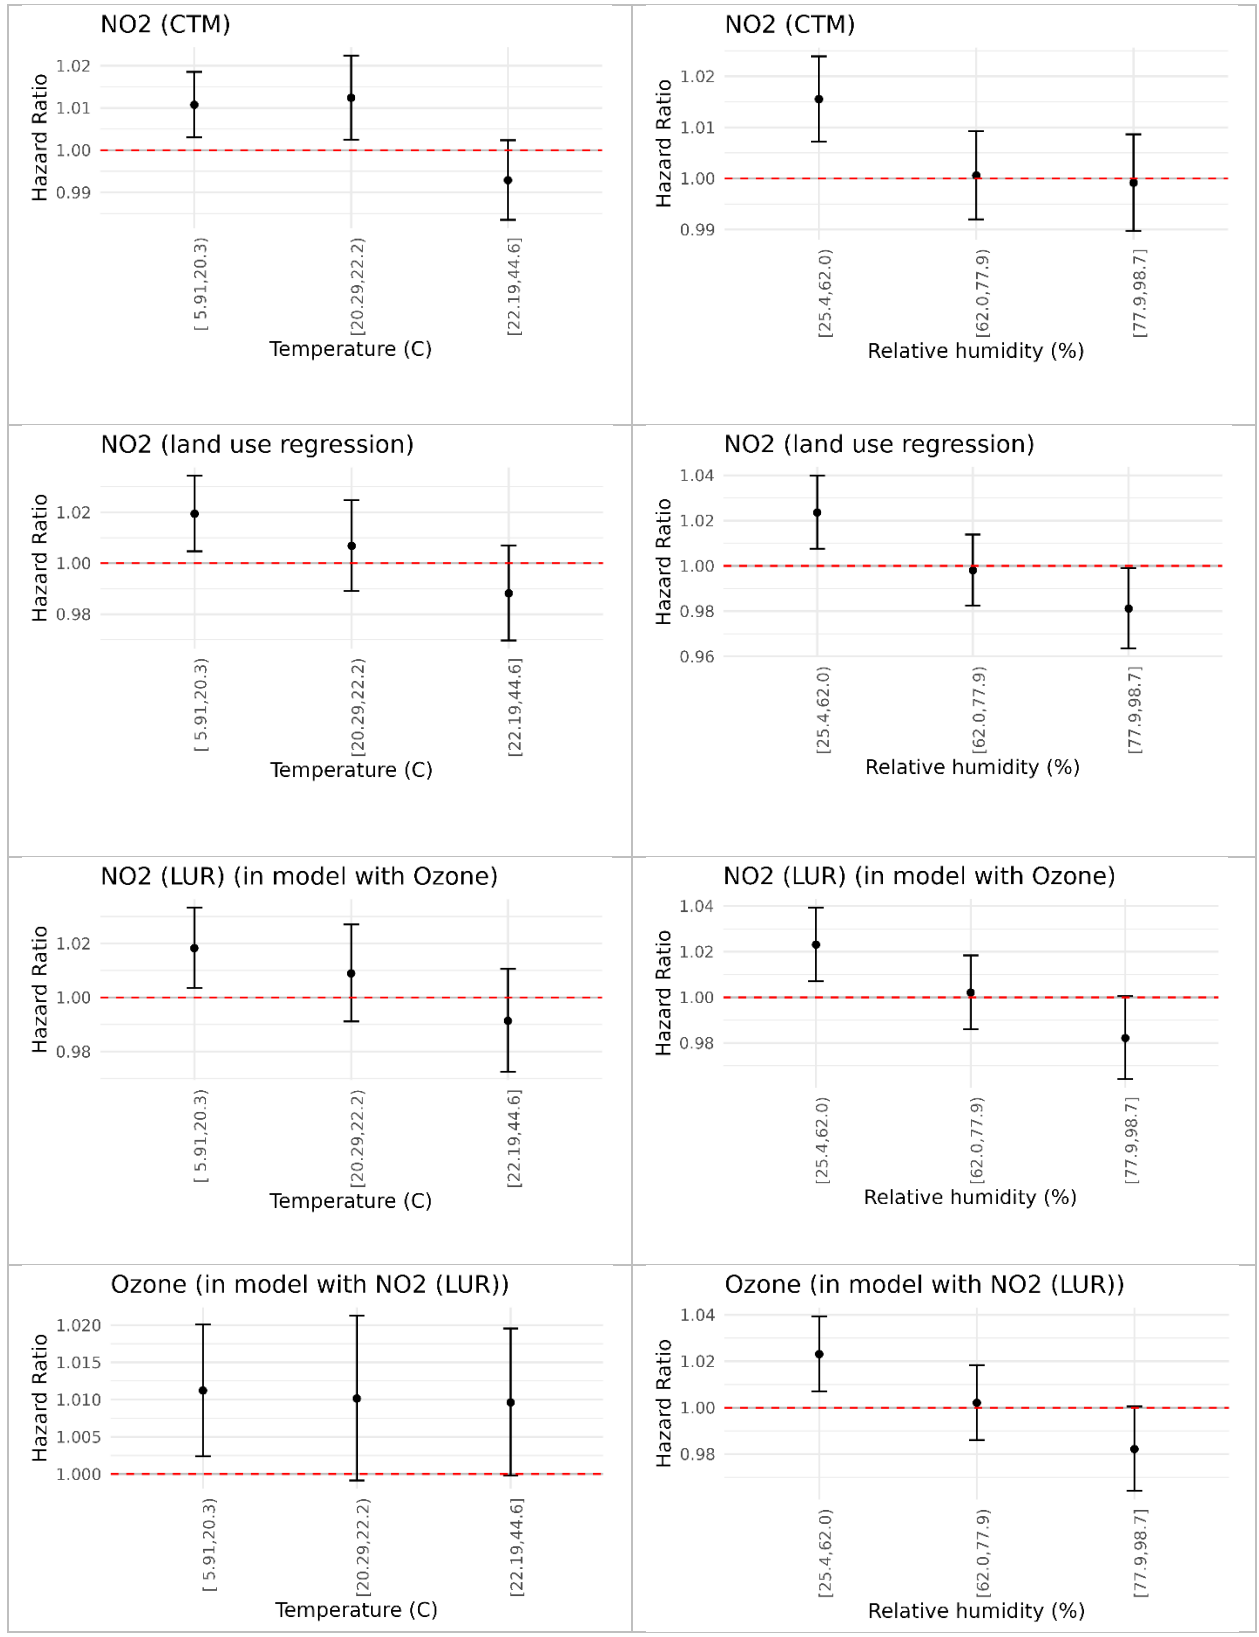 NO2 (CTM)
Hazard Ratio
1.02
1.01
1.00
0.99
[ 5.91,20.3)
[20.29,22.2)
[22.19,44.6]
Temperature (C)
NO2 (CTM)
Hazard Ratio
1.02
1.01
1.00
0.99
[25.4,62.0)
[62.0,77.9)
[77.9,98.7]
Relative humidity (%)
NO2 (land use regression)
Hazard Ratio
1.02
1.00
0.98
[ 5.91,20.3)
[20.29,22.2)
[22.19,44.6]
Temperature (C)
NO2 (land use regression)
Hazard Ratio
1.04
1.02
1.00
0.98
0.96
[25.4,62.0)
[62.0,77.9)
[77.9,98.7]
Relative humidity (%)
NO2 (LUR) (in model with Ozone)
Hazard Ratio
1.02
1.00
0.98
[ 5.91,20.3)
[20.29,22.2)
[22.19,44.6]
Temperature (C)
NO2 (LUR) (in model with Ozone)
Hazard Ratio
1.04
1.02
1.00
0.98
[25.4,62.0)
[62.0,77.9)
[77.9,98.7]
Relative humidity (%)
Ozone (in model with NO2 (LUR))
Hazard Ratio
1.020
1.015
1.010
1.005
1.000
[ 5.91,20.3)
[20.29,22.2)
[22.19,44.6]
Temperature (C)
Ozone (in model with NO2 (LUR))
Hazard Ratio
1.04
1.02
1.00
0.98
[25.4,62.0)
[62.0,77.9)
[77.9,98.7]
Relative humidity (%)